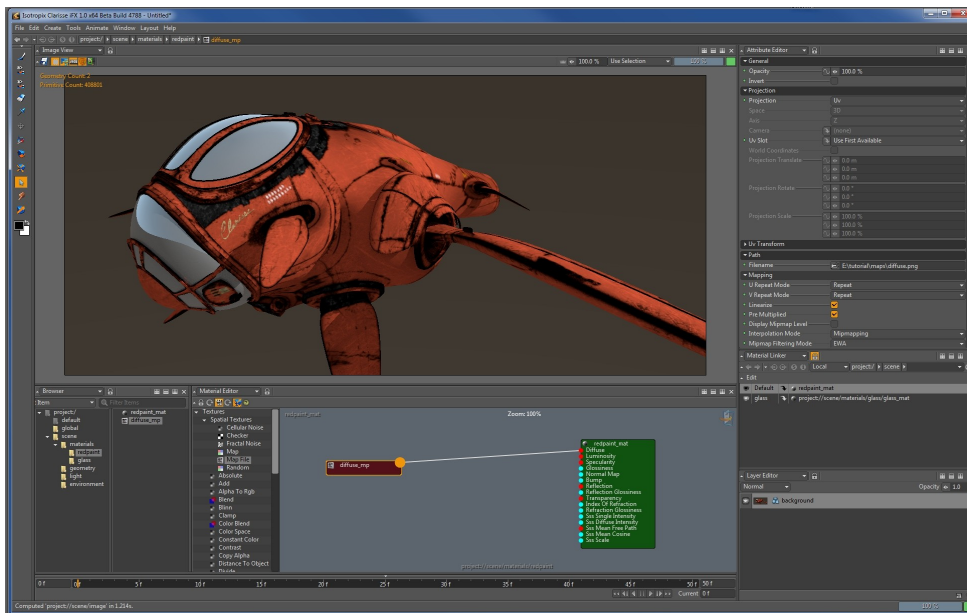 Isotropix Clarisse iFX 1.0 x64 Beta Build 4788 - Untitled*
File Edit Create Tools Animate Window Layout Help
project:/ scene materials redpaint diffuse_mp
Image View
100.0 % Use Selection 100 %
Geometry Count: 2
Primitive Count: 408801
Clarisse
Attribute Editor
General
Opacity 100.0 %
Invert
Projection
Projection Uv
Space 3D
Axis Z
Camera (none)
Uv Slot Use First Available
World Coordinates
Projection Translate 0.0 m
0.0 m
0.0 m
Projection Rotate 0.0 °
0.0 °
0.0 °
Projection Scale 100.0 %
100.0 %
100.0 %
Uv Transform
Path
Filename E:\tutorial\maps\diffuse.png
Mapping
U Repeat Mode Repeat
V Repeat Mode Repeat
Linearize
Pre Multiplied
Display Mipmap Level
Interpolation Mode Mipmapping
Mipmap Filtering Mode EWA
Material Linker
Local project:/ scene
Edit
Default redpaint_mat
glass project://scene/materials/glass/glass_mat
Layer Editor
Normal Opacity 1.0
background
Browser
Item Filter Items
project:/
default
global
scene
materials
redpaint
glass
geometry
light
environment
redpaint_mat
diffuse_mp
Material Editor
Textures
Spatial Textures
Cellular Noise
Checker
Fractal Noise
Map
Map File
Random
Absolute
Add
Alpha To Rgb
Blend
Blinn
Clamp
Color Blend
Color Space
Constant Color
Contrast
Copy Alpha
Distance To Object
Divide
redpaint_mat
Zoom: 100%
diffuse_mp
redpaint_mat
Diffuse
Luminosity
Specularity
Glossiness
Normal Map
Bump
Reflection
Reflection Glossiness
Transparency
Index Of Refraction
Refraction Glossiness
Sss Single Intensity
Sss Diffuse Intensity
Sss Mean Free Path
Sss Mean Cosine
Sss Scale
project://scene/materials/redpaint
0 f 0f 5 f 10 f 15 f 20 f 25 f 30 f 35 f 40 f 45 f 50 f 50 f
Current 0 f
Computed 'project://scene/image' in 1.214s.
100 %